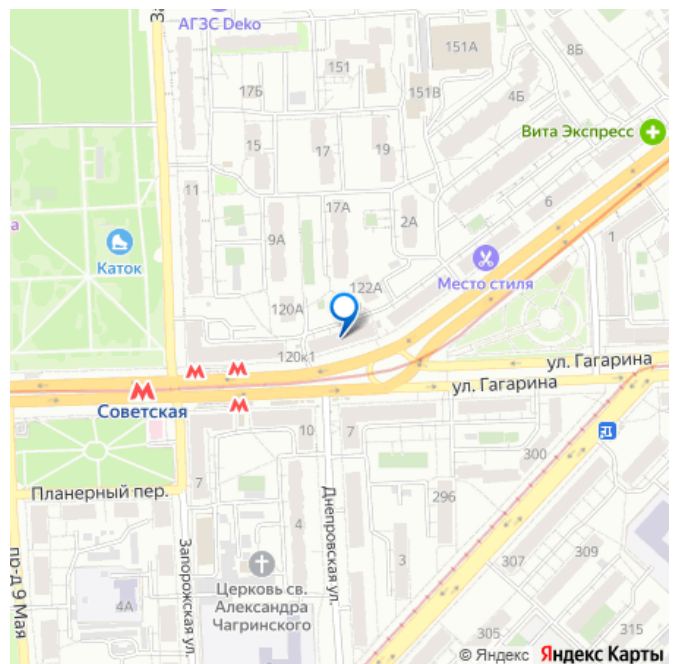 За
АГЗС Deko
151А
8Б
151
17Б
151В
4Б
Вита Экспресс
15
17
19
11
17А
6
а
9А
2А
1
Каток
Место стиля
122А
120А
120к1
ул. Гагарина
ул. Гагарина
Советская
10
7
7
300
Планерный пер.
296
Днепровская ул.
4
пр-д 9 Мая
Запорожская ул.
3
307
309
Церковь св.
Александра
Чагринского
4А
305
315
© Яндекс Яндекс Карты